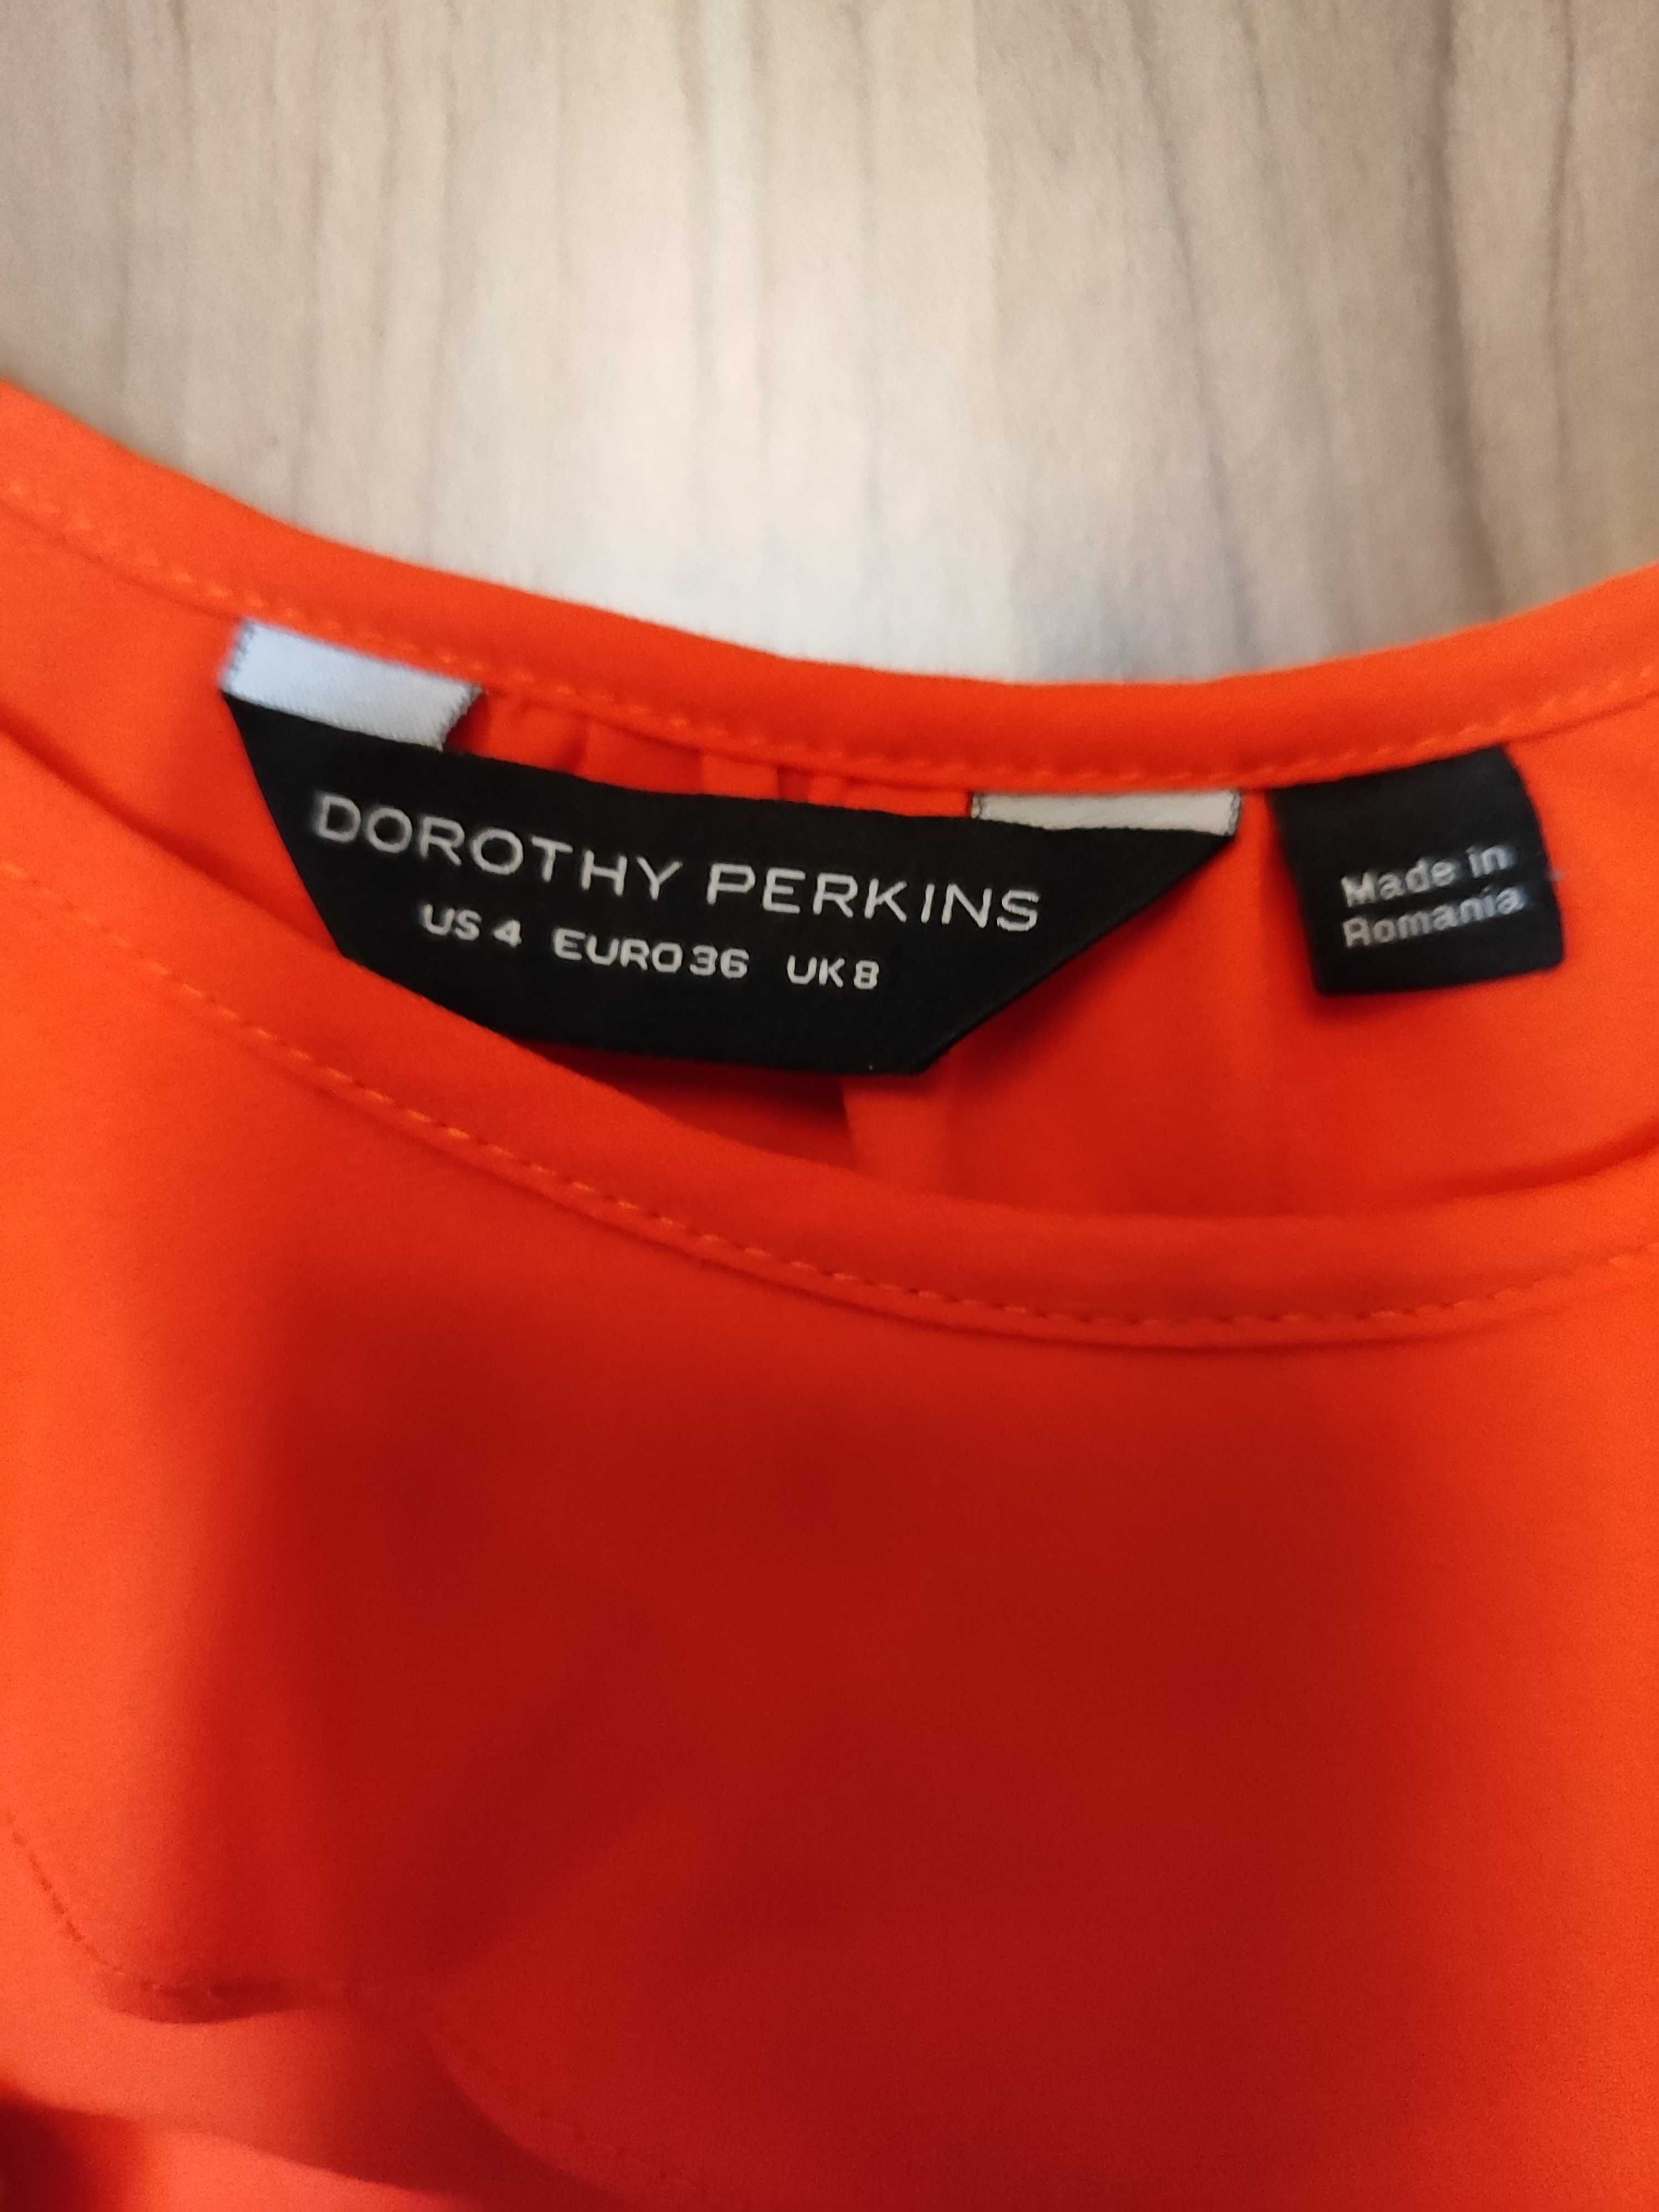 DOROTHY PERKINS
US 4 EURO 36 UK 8
Made in
Romania